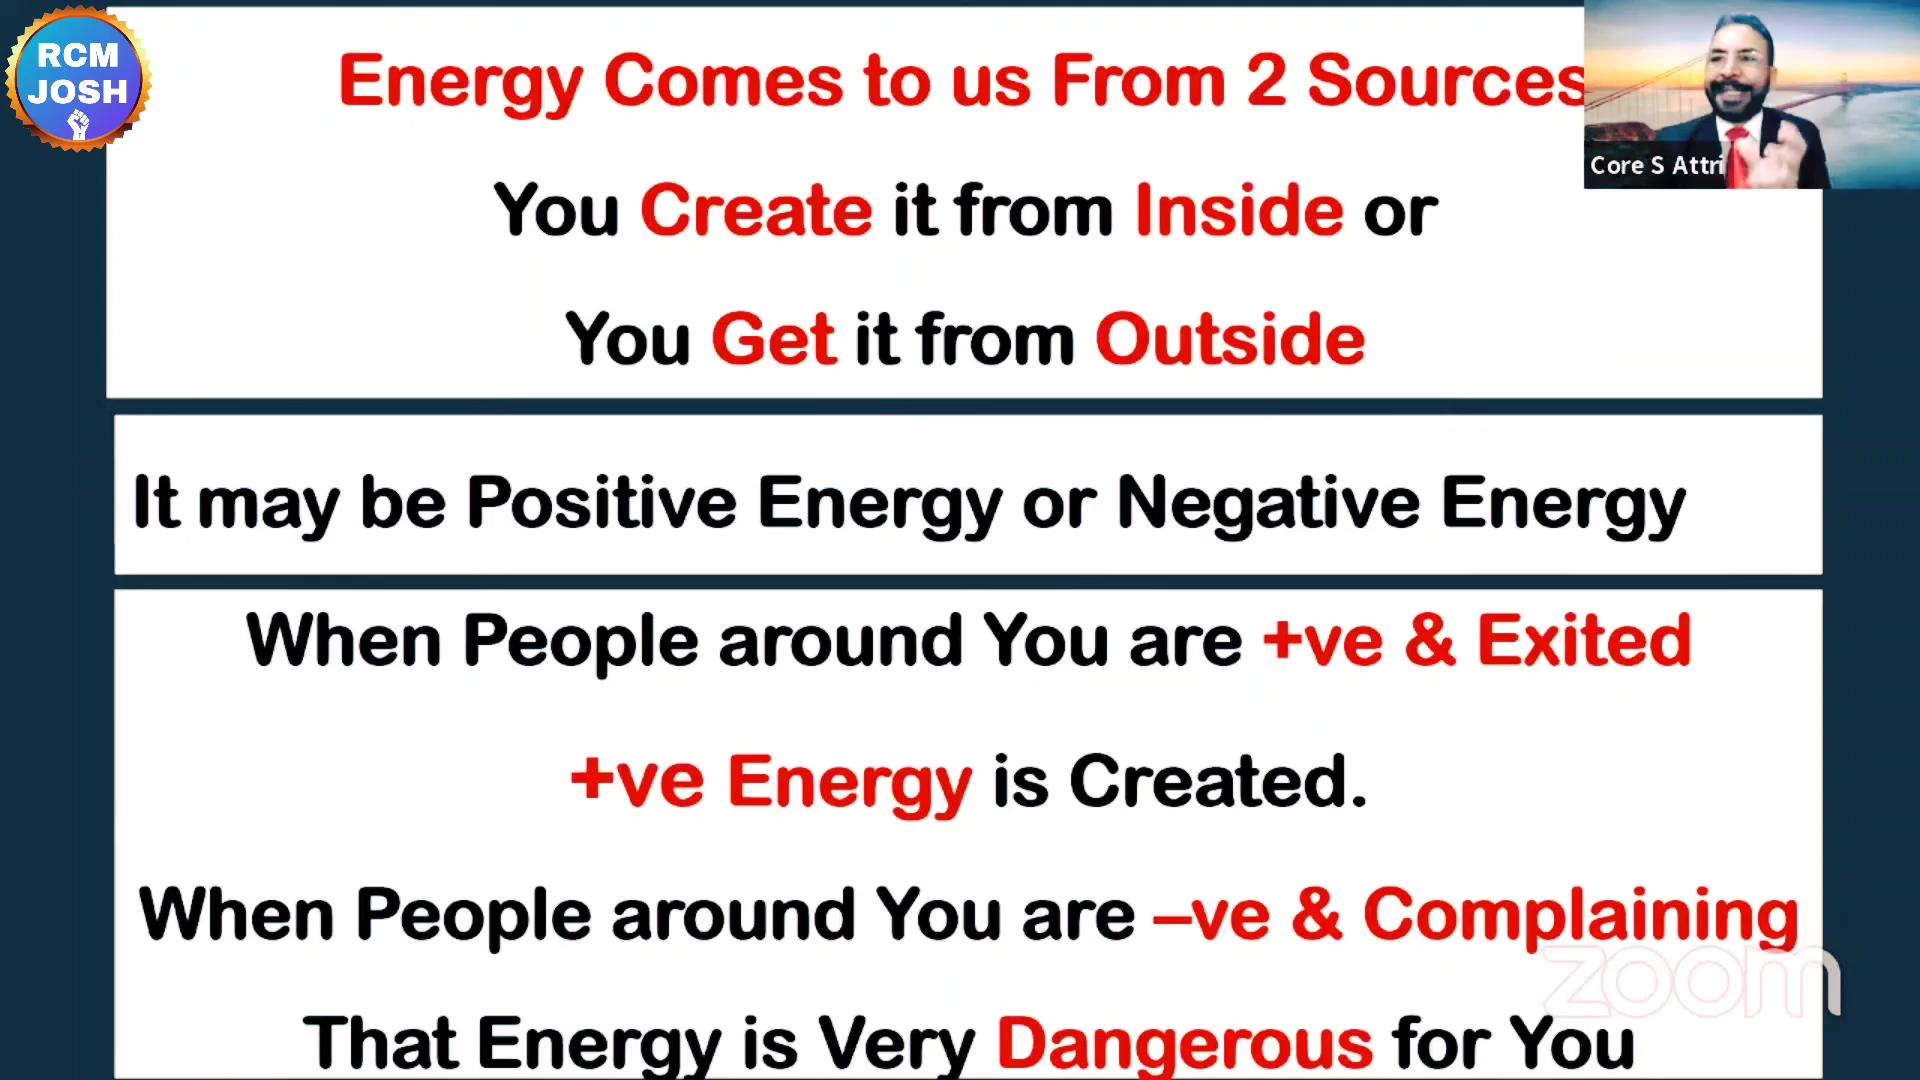 RCM
JOSH
Energy Comes to us From 2 Sources
Core S Attri
You Create it from Inside or
You Get it from Outside
It may be Positive Energy or Negative Energy
When People around You are +ve & Exited
+ve Energy is Created.
When People around You are –ve & Complaining
zoom
That Energy is Very Dangerous for You